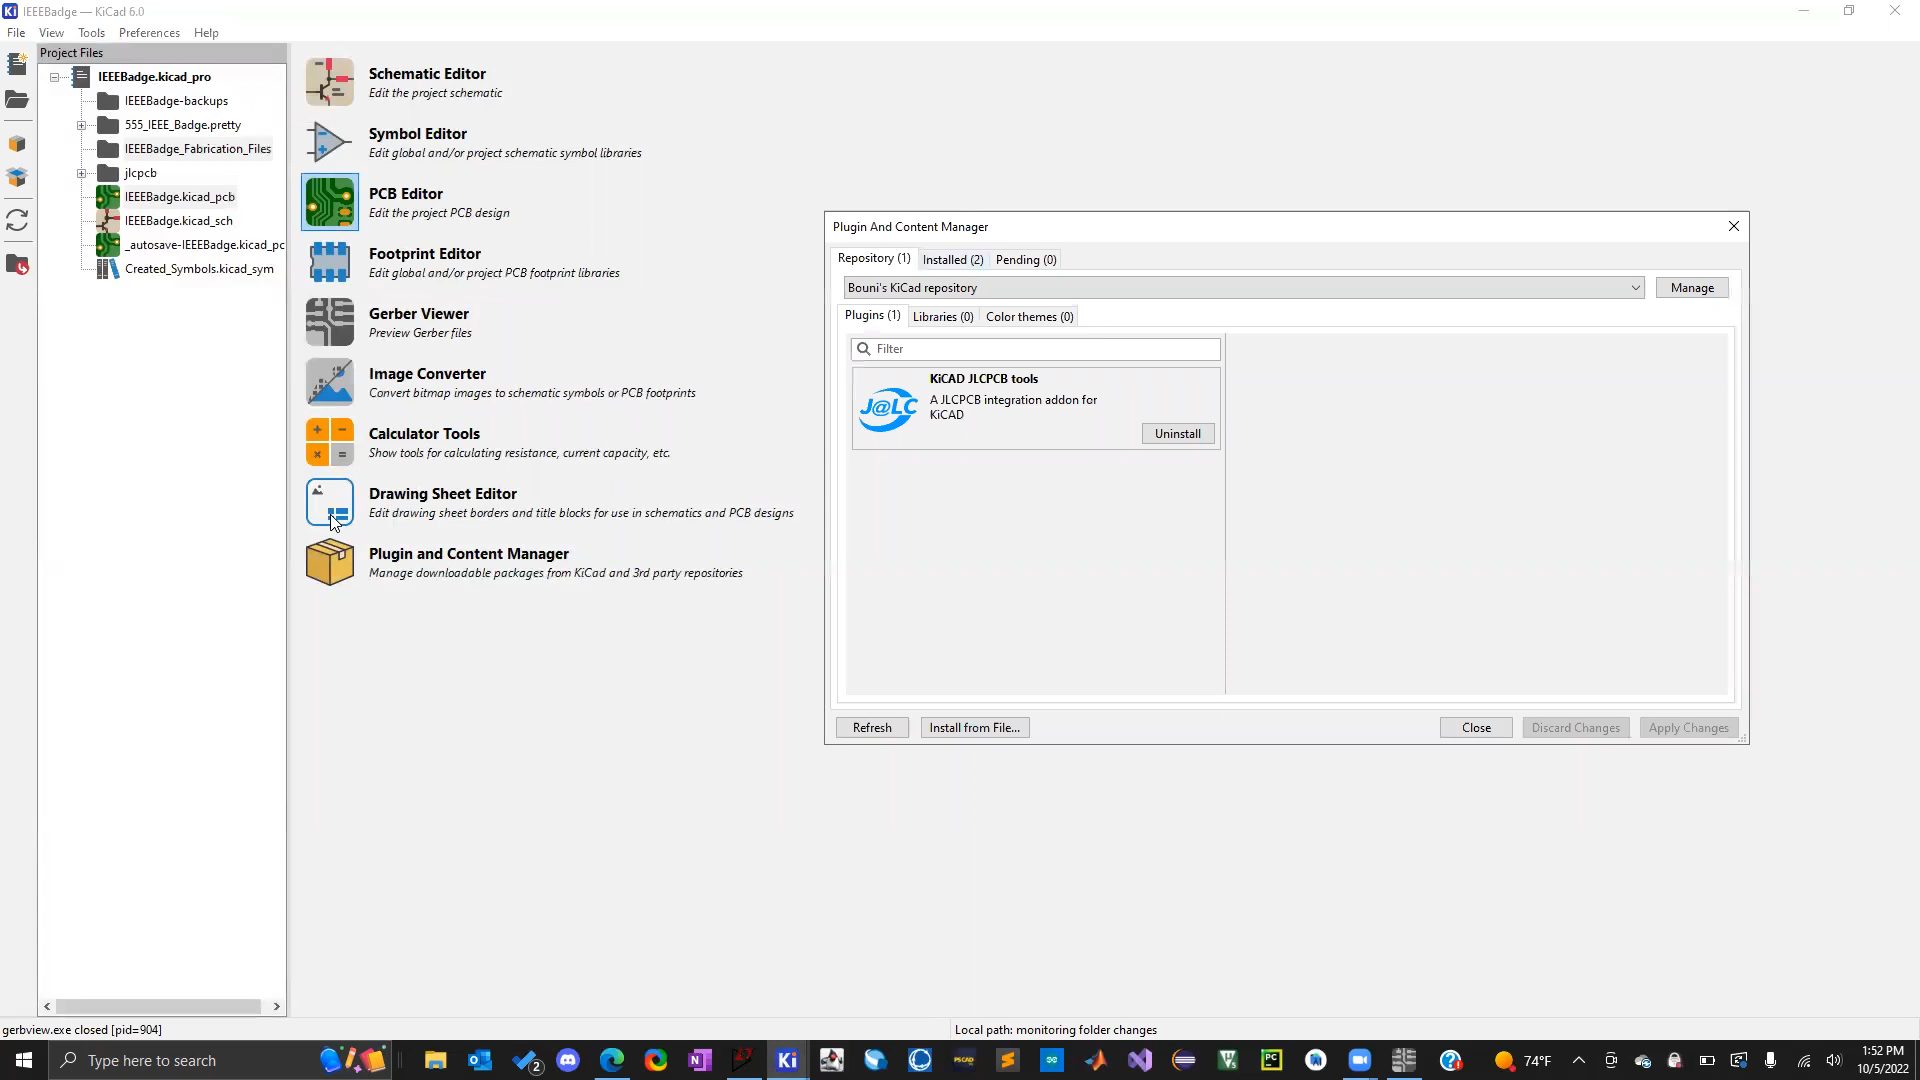 IEEEBadge — KiCad 6.0
File View Tools Preferences Help
Project Files
IEEEBadge.kicad_pro
IEEEBadge-backups
555_IEEE_Badge.pretty
IEEEBadge_Fabrication_Files
jlcpcb
IEEEBadge.kicad_pcb
IEEEBadge.kicad_sch
_autosave-IEEEBadge.kicad_pc
Created_Symbols.kicad_sym
Schematic Editor
Edit the project schematic
Symbol Editor
Edit global and/or project schematic symbol libraries
PCB Editor
Edit the project PCB design
Footprint Editor
Edit global and/or project PCB footprint libraries
Gerber Viewer
Preview Gerber files
Image Converter
Convert bitmap images to schematic symbols or PCB footprints
Calculator Tools
Show tools for calculating resistance, current capacity, etc.
Drawing Sheet Editor
Edit drawing sheet borders and title blocks for use in schematics and PCB designs
Plugin and Content Manager
Manage downloadable packages from KiCad and 3rd party repositories
Plugin And Content Manager
Repository (1) Installed (2) Pending (0)
Bouni's KiCad repository
Manage
Plugins (1) Libraries (0) Color themes (0)
Filter
J@LC
KiCAD JLCPCB tools
A JLCPCB integration addon for
KiCAD
Uninstall
Refresh Install from File... Close Discard Changes Apply Changes
gerbview.exe closed [pid=904]
Local path: monitoring folder changes
Type here to search
74°F
1:52 PM
10/5/2022